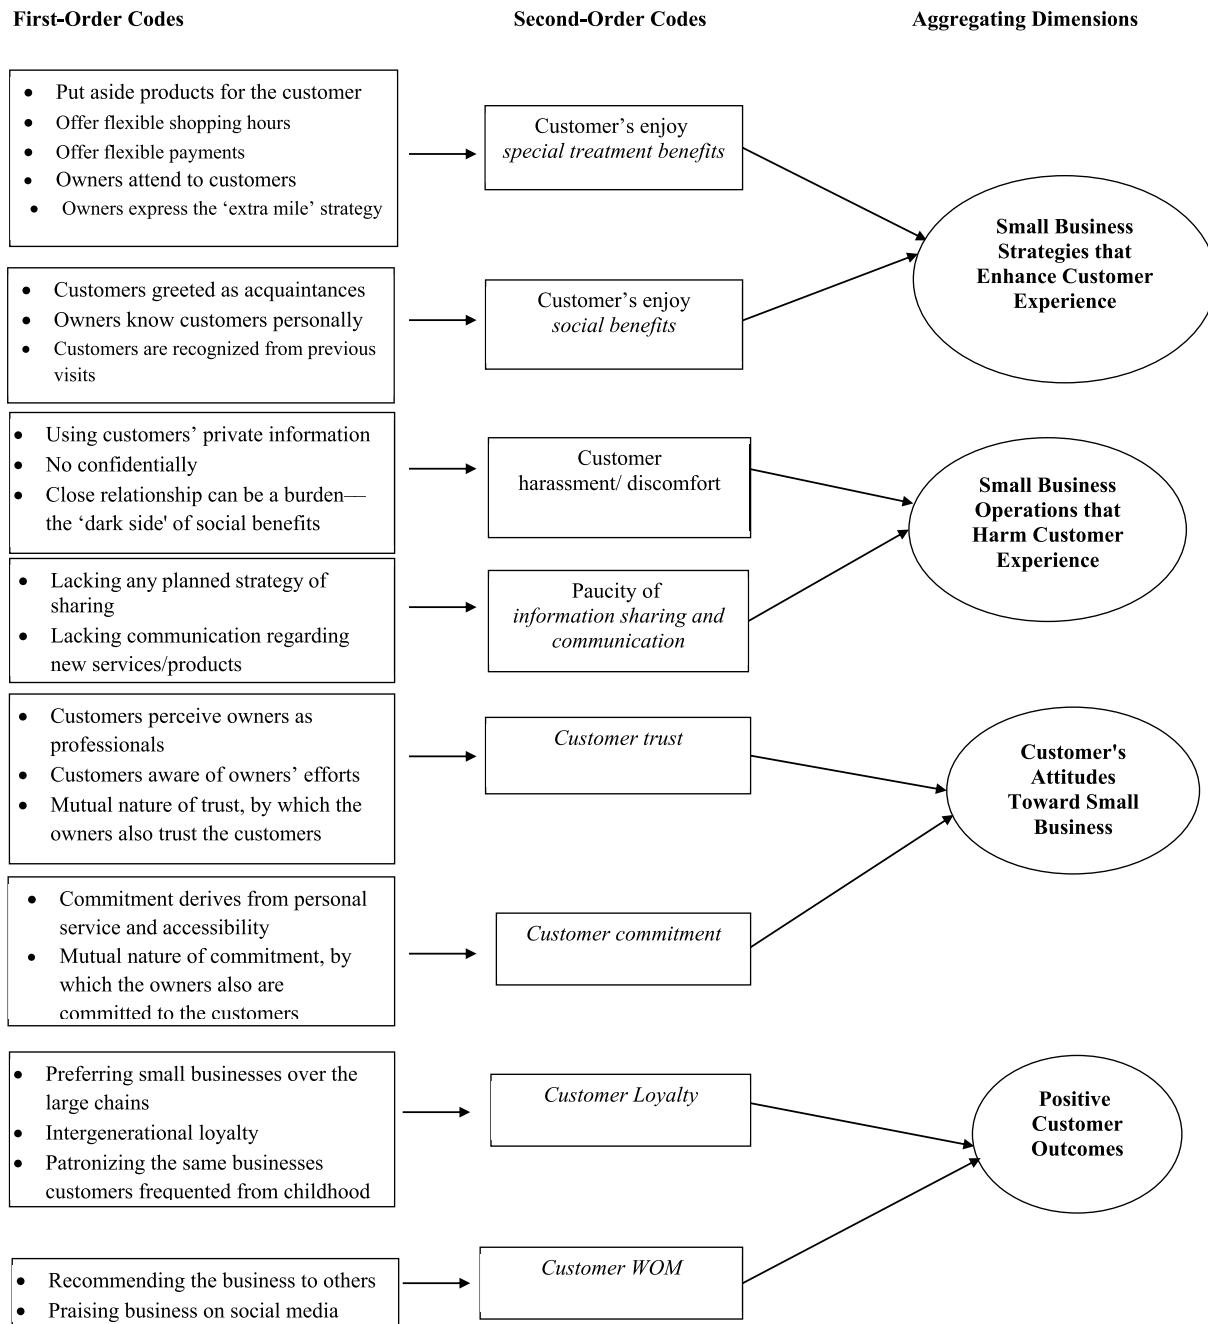 First-Order Codes
Second-Order Codes
Aggregating Dimensions
• Put aside products for the customer
• Offer flexible shopping hours
• Offer flexible payments
• Owners attend to customers
• Owners express the ‘extra mile’ strategy
Customer’s enjoy
special treatment benefits
Small Business
Strategies that
Enhance Customer
Experience
• Customers greeted as acquaintances
• Owners know customers personally
• Customers are recognized from previous
visits
Customer’s enjoy
social benefits
• Using customers’ private information
• No confidentially
• Close relationship can be a burden—
the ‘dark side' of social benefits
Customer
harassment/ discomfort
Small Business
Operations that
Harm Customer
Experience
• Lacking any planned strategy of
sharing
• Lacking communication regarding
new services/products
Paucity of
information sharing and
communication
• Customers perceive owners as
professionals
• Customers aware of owners’ efforts
• Mutual nature of trust, by which the
owners also trust the customers
Customer trust
Customer's
Attitudes
Toward Small
Business
• Commitment derives from personal
service and accessibility
• Mutual nature of commitment, by
which the owners also are
committed to the customers
Customer commitment
• Preferring small businesses over the
large chains
• Intergenerational loyalty
• Patronizing the same businesses
customers frequented from childhood
Customer Loyalty
Positive
Customer
Outcomes
• Recommending the business to others
• Praising business on social media
Customer WOM